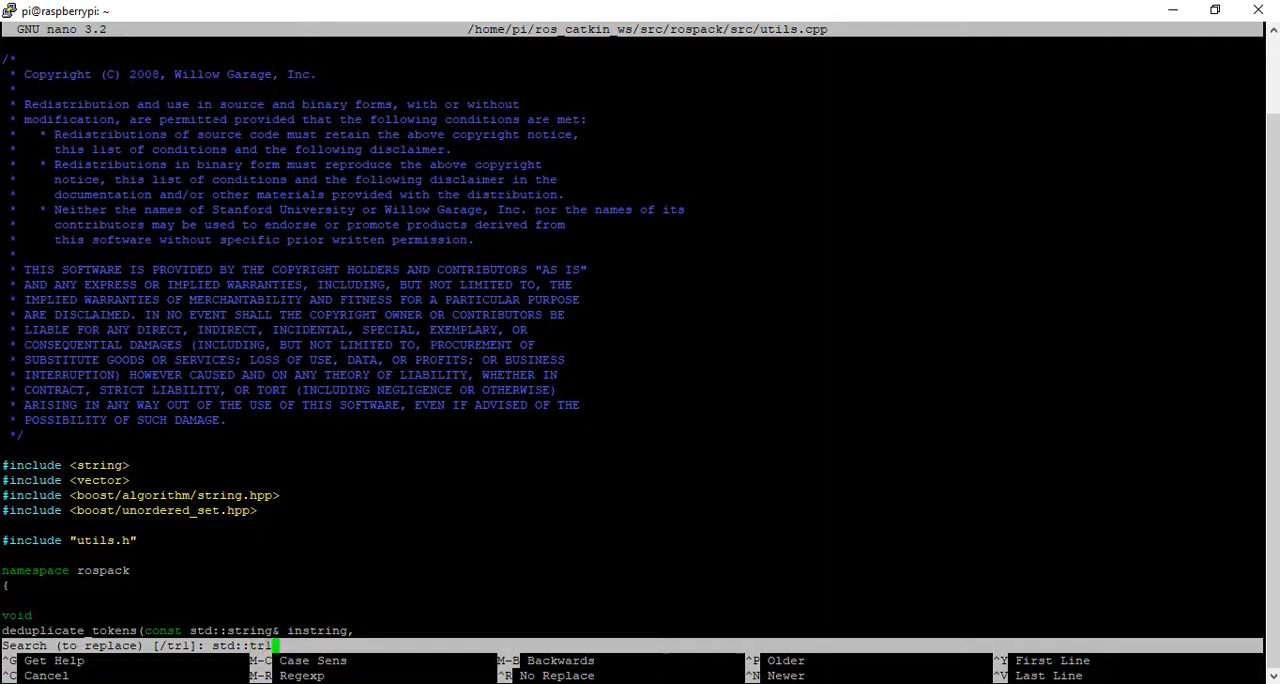 pi@raspberrypi: ~
GNU nano 3.2 /home/pi/ros_catkin_ws/src/rospack/src/utils.cpp
/*
* Copyright (C) 2008, Willow Garage, Inc.
*
* Redistribution and use in source and binary forms, with or without
* modification, are permitted provided that the following conditions are met:
* * Redistributions of source code must retain the above copyright notice,
* this list of conditions and the following disclaimer.
* * Redistributions in binary form must reproduce the above copyright
* notice, this list of conditions and the following disclaimer in the
* documentation and/or other materials provided with the distribution.
* * Neither the names of Stanford University or Willow Garage, Inc. nor the names of its
* contributors may be used to endorse or promote products derived from
* this software without specific prior written permission.
*
* THIS SOFTWARE IS PROVIDED BY THE COPYRIGHT HOLDERS AND CONTRIBUTORS "AS IS"
* AND ANY EXPRESS OR IMPLIED WARRANTIES, INCLUDING, BUT NOT LIMITED TO, THE
* IMPLIED WARRANTIES OF MERCHANTABILITY AND FITNESS FOR A PARTICULAR PURPOSE
* ARE DISCLAIMED. IN NO EVENT SHALL THE COPYRIGHT OWNER OR CONTRIBUTORS BE
* LIABLE FOR ANY DIRECT, INDIRECT, INCIDENTAL, SPECIAL, EXEMPLARY, OR
* CONSEQUENTIAL DAMAGES (INCLUDING, BUT NOT LIMITED TO, PROCUREMENT OF
* SUBSTITUTE GOODS OR SERVICES; LOSS OF USE, DATA, OR PROFITS; OR BUSINESS
* INTERRUPTION) HOWEVER CAUSED AND ON ANY THEORY OF LIABILITY, WHETHER IN
* CONTRACT, STRICT LIABILITY, OR TORT (INCLUDING NEGLIGENCE OR OTHERWISE)
* ARISING IN ANY WAY OUT OF THE USE OF THIS SOFTWARE, EVEN IF ADVISED OF THE
* POSSIBILITY OF SUCH DAMAGE.
*/
#include <string>
#include <vector>
#include <boost/algorithm/string.hpp>
#include <boost/unordered_set.hpp>
#include "utils.h"
namespace rospack
{
void
deduplicate_tokens(const std::string& instring,
Search (to replace) [/trl]: std::trl
^G Get Help M-C Case Sens M-B Backwards ^P Older ^Y First Line
^C Cancel M-R Regexp ^R No Replace ^N Newer ^V Last Line